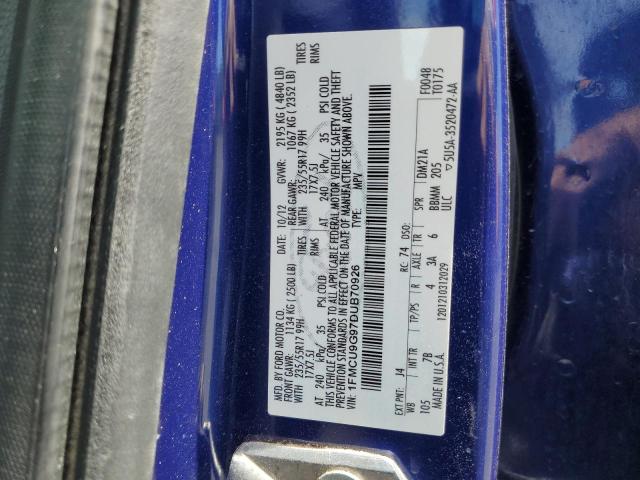 MFD. BY FORD MOTOR CO.
DATE: 10/12 GVWR: 2195 KG ( 4840 LB)
FRONT GAWR: 1134 KG ( 2500 LB) REAR GAWR: 1067 KG ( 2352 LB)
WITH 235/55R17 99H TIRES WITH 235/55R17 99H TIRES
17X7.5J RIMS 17X7.5J RIMS
AT 240 kPa/ 35 PSI COLD AT 240 kPa/ 35 PSI COLD
THIS VEHICLE CONFORMS TO ALL APPLICABLE FEDERAL MOTOR VEHICLE SAFETY AND THEFT
PREVENTION STANDARDS IN EFFECT ON THE DATE OF MANUFACTURE SHOWN ABOVE.
VIN: 1FMCU9G97DUB70926 TYPE: MPV
F0048
T0175
EXT PNT: J4 RC: 74 DSO: DM21A
WB INT TR TP/PS R AXLE TR SPR
105 7B 4 3A 6 BBMM 205
MADE IN U.S.A. ULC ▽5U5A-3520472-AA
1201210312029